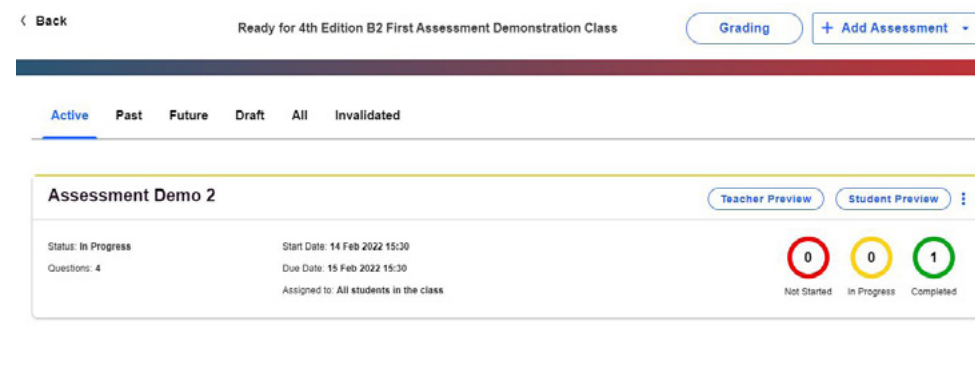 Back
Ready for 4th Edition B2 First Assessment Demonstration Class
Grading
+ Add Assessment
Active Past Future Draft All Invalidated
Assessment Demo 2
Teacher Preview Student Preview
Status: In Progress
Start Date: 14 Feb 2022 15:30
Questions: 4
Due Date: 15 Feb 2022 15:30
Assigned to: All students in the class
0 0 1
Not Started In Progress Completed